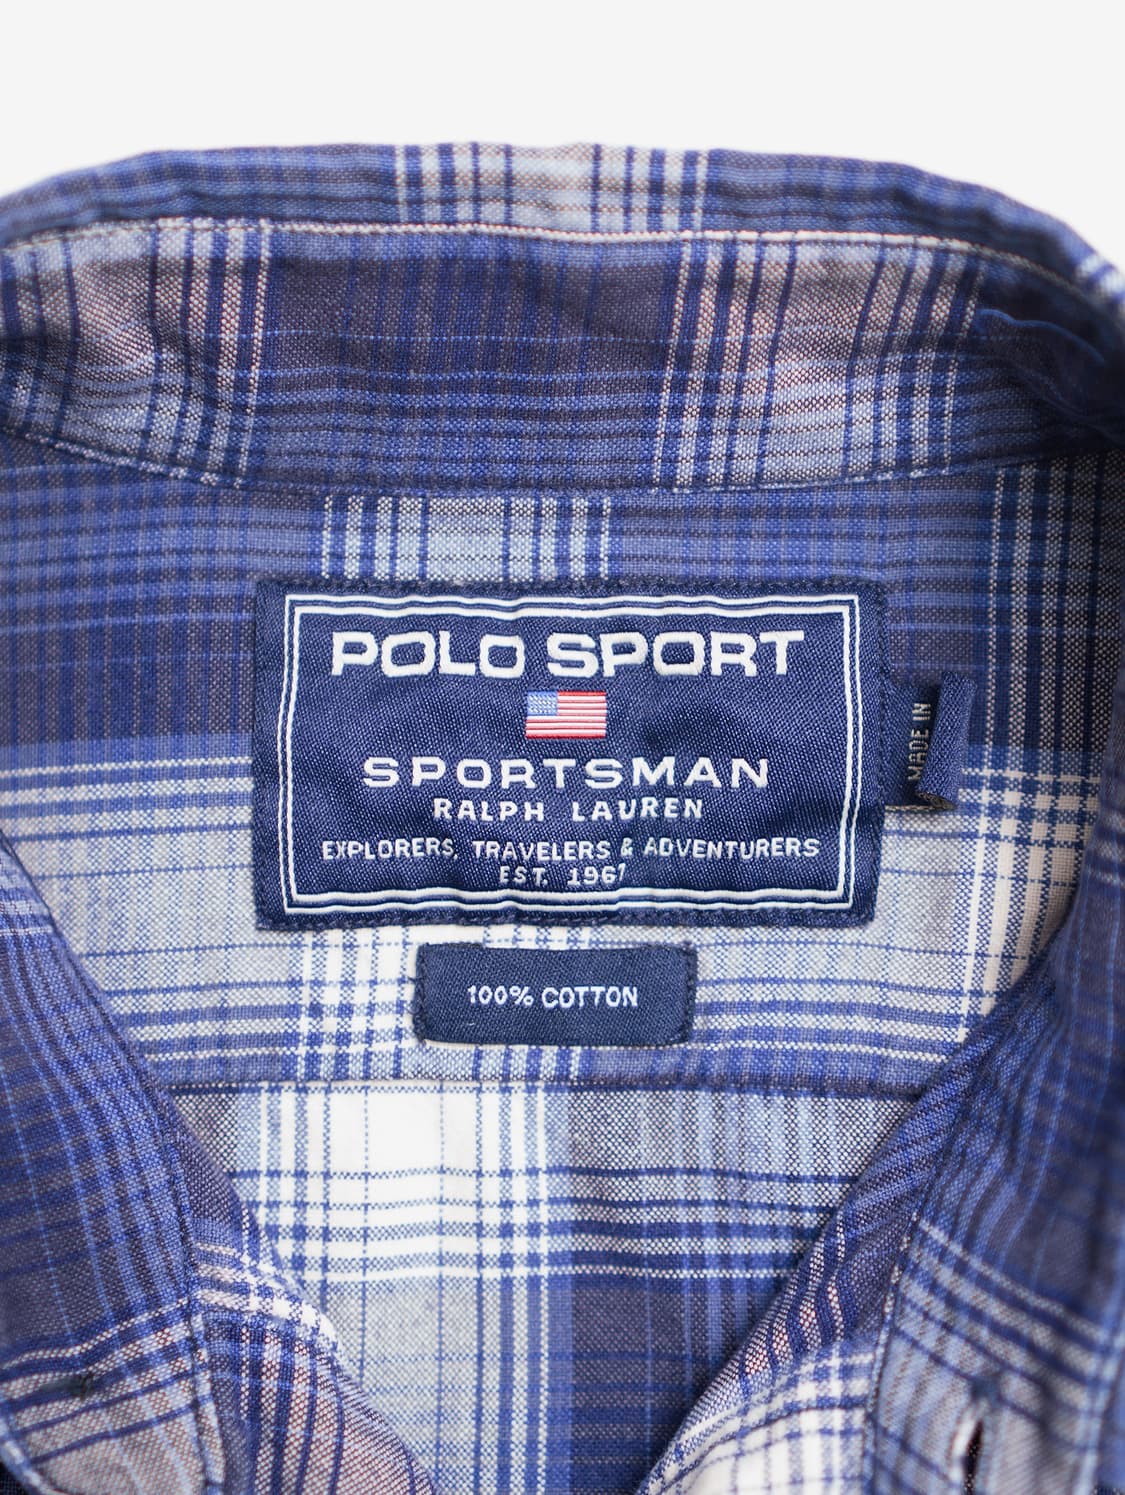 POLO SPORT
SPORTSMAN
RALPH LAUREN
EXPLORERS, TRAVELERS & ADVENTURERS
EST. 1967
MADE IN
100% COTTON